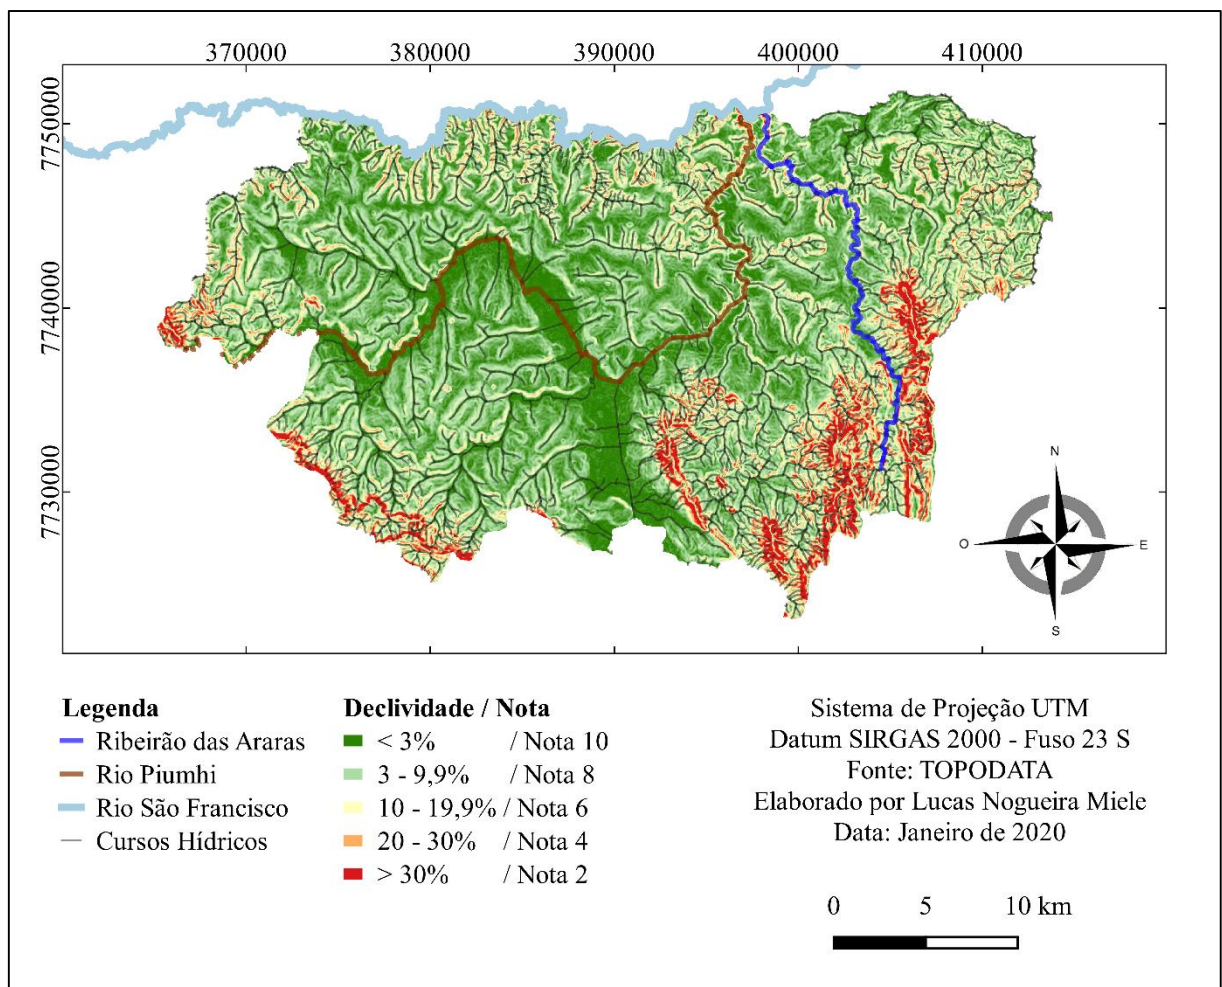 370000 380000 390000 400000 410000
7750000
7740000
7730000
N
O E
S
Legenda
Ribeirão das Araras
Rio Piumhi
Rio São Francisco
Cursos Hídricos
Declividade / Nota
< 3% / Nota 10
3 - 9,9% / Nota 8
10 - 19,9% / Nota 6
20 - 30% / Nota 4
> 30% / Nota 2
Sistema de Projeção UTM
Datum SIRGAS 2000 - Fuso 23 S
Fonte: TOPODATA
Elaborado por Lucas Nogueira Miele
Data: Janeiro de 2020
0 5 10 km